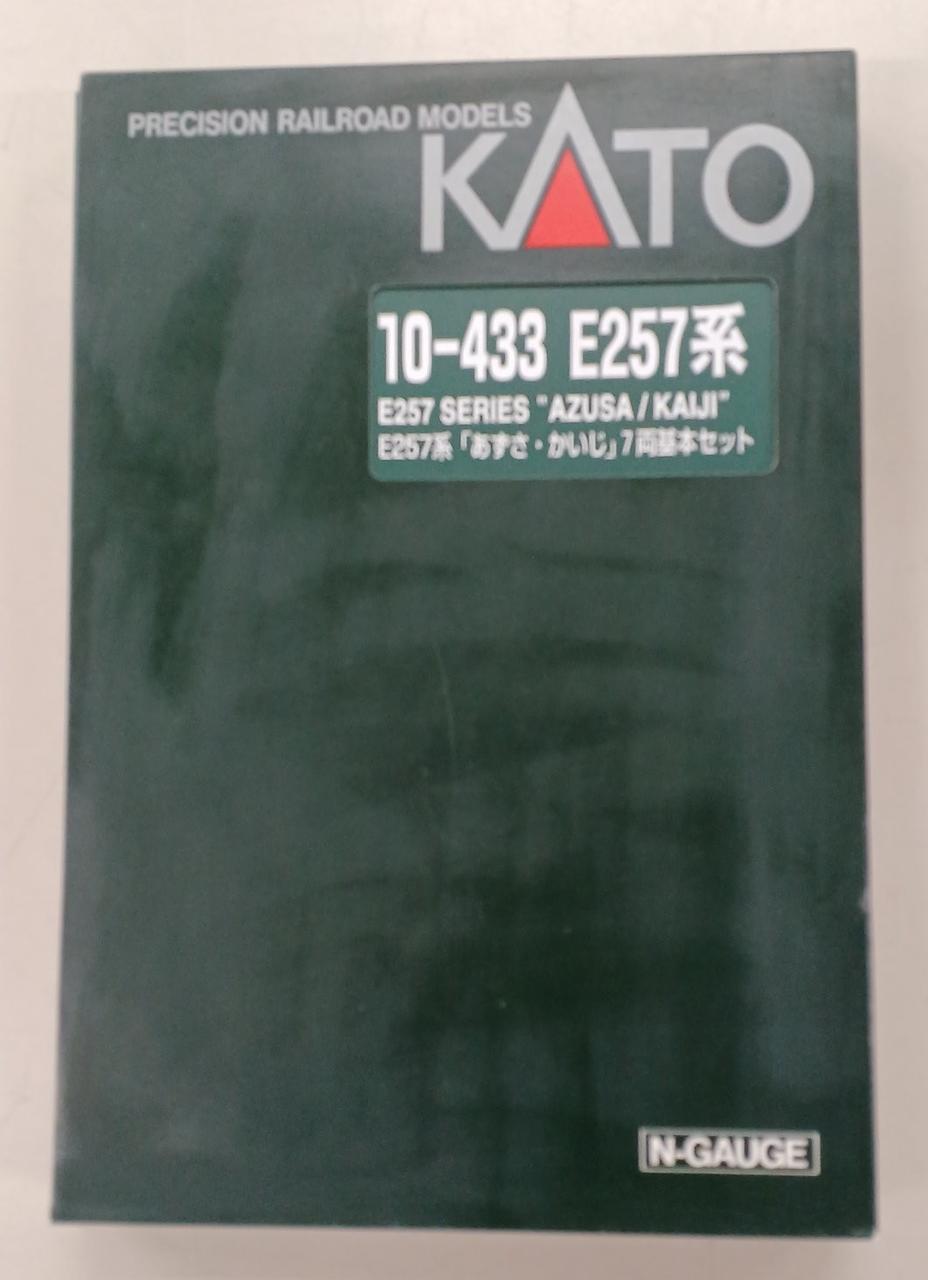 PRECISION RAILROAD MODELS
KATO
10-433 E257系
E257 SERIES "AZUSA / KAIJI"
E257系「あずさ・かいじ」7両基本セット
N-GAUGE